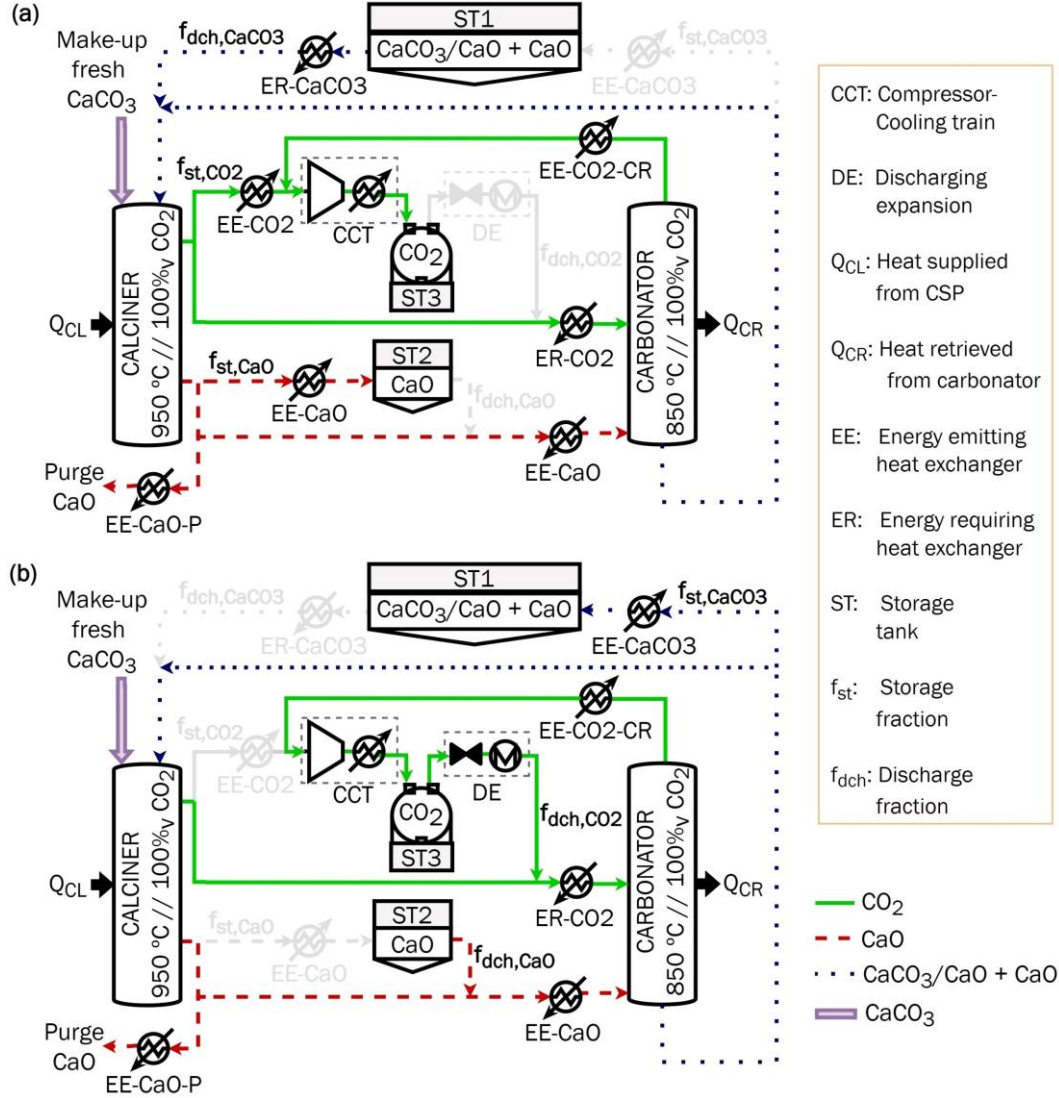 (a)
ST1
CaCO3/CaO + CaO
fdch,CaCO3
ER-CaCO3
fst,CaCO3
EE-CaCO3
Make-up
fresh
CaCO3
fst,CO2
EE-CO2
CCT
EE-CO2-CR
DE
CO2
ST3
fdch,CO2
CALCINER
950 °C // 100%v CO2
CARBONATOR
850 °C // 100%v CO2
QCL
QCR
ER-CO2
fst,CaO
EE-CaO
ST2
CaO
fdch,CaO
EE-CaO
Purge
CaO
EE-CaO-P
(b)
ST1
CaCO3/CaO + CaO
fdch,CaCO3
ER-CaCO3
fst,CaCO3
EE-CaCO3
Make-up
fresh
CaCO3
fst,CO2
EE-CO2
CCT
EE-CO2-CR
DE
CO2
ST3
fdch,CO2
CALCINER
950 °C // 100%v CO2
CARBONATOR
850 °C // 100%v CO2
QCL
QCR
ER-CO2
fst,CaO
EE-CaO
ST2
CaO
fdch,CaO
EE-CaO
Purge
CaO
EE-CaO-P
CCT: Compressor-
Cooling train
DE: Discharging
expansion
QCL: Heat supplied
from CSP
QCR: Heat retrieved
from carbonator
EE: Energy emitting
heat exchanger
ER: Energy requiring
heat exchanger
ST: Storage
tank
fst: Storage
fraction
fdch: Discharge
fraction
CO2
CaO
CaCO3/CaO + CaO
CaCO3